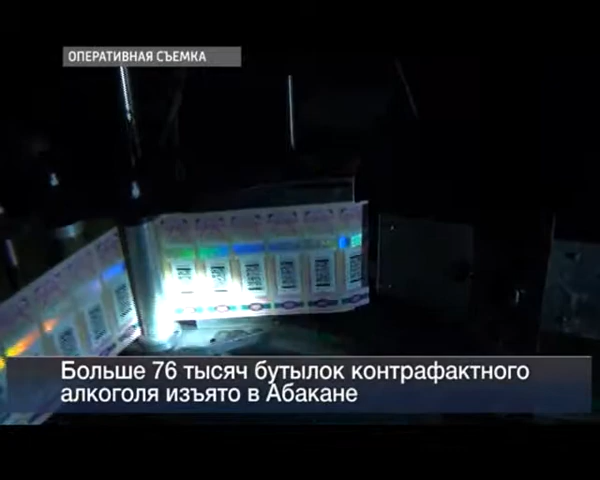 ОПЕРАТИВНАЯ СЪЕМКА
Больше 76 тысяч бутылок контрафактного
алкоголя изъято в Абакане